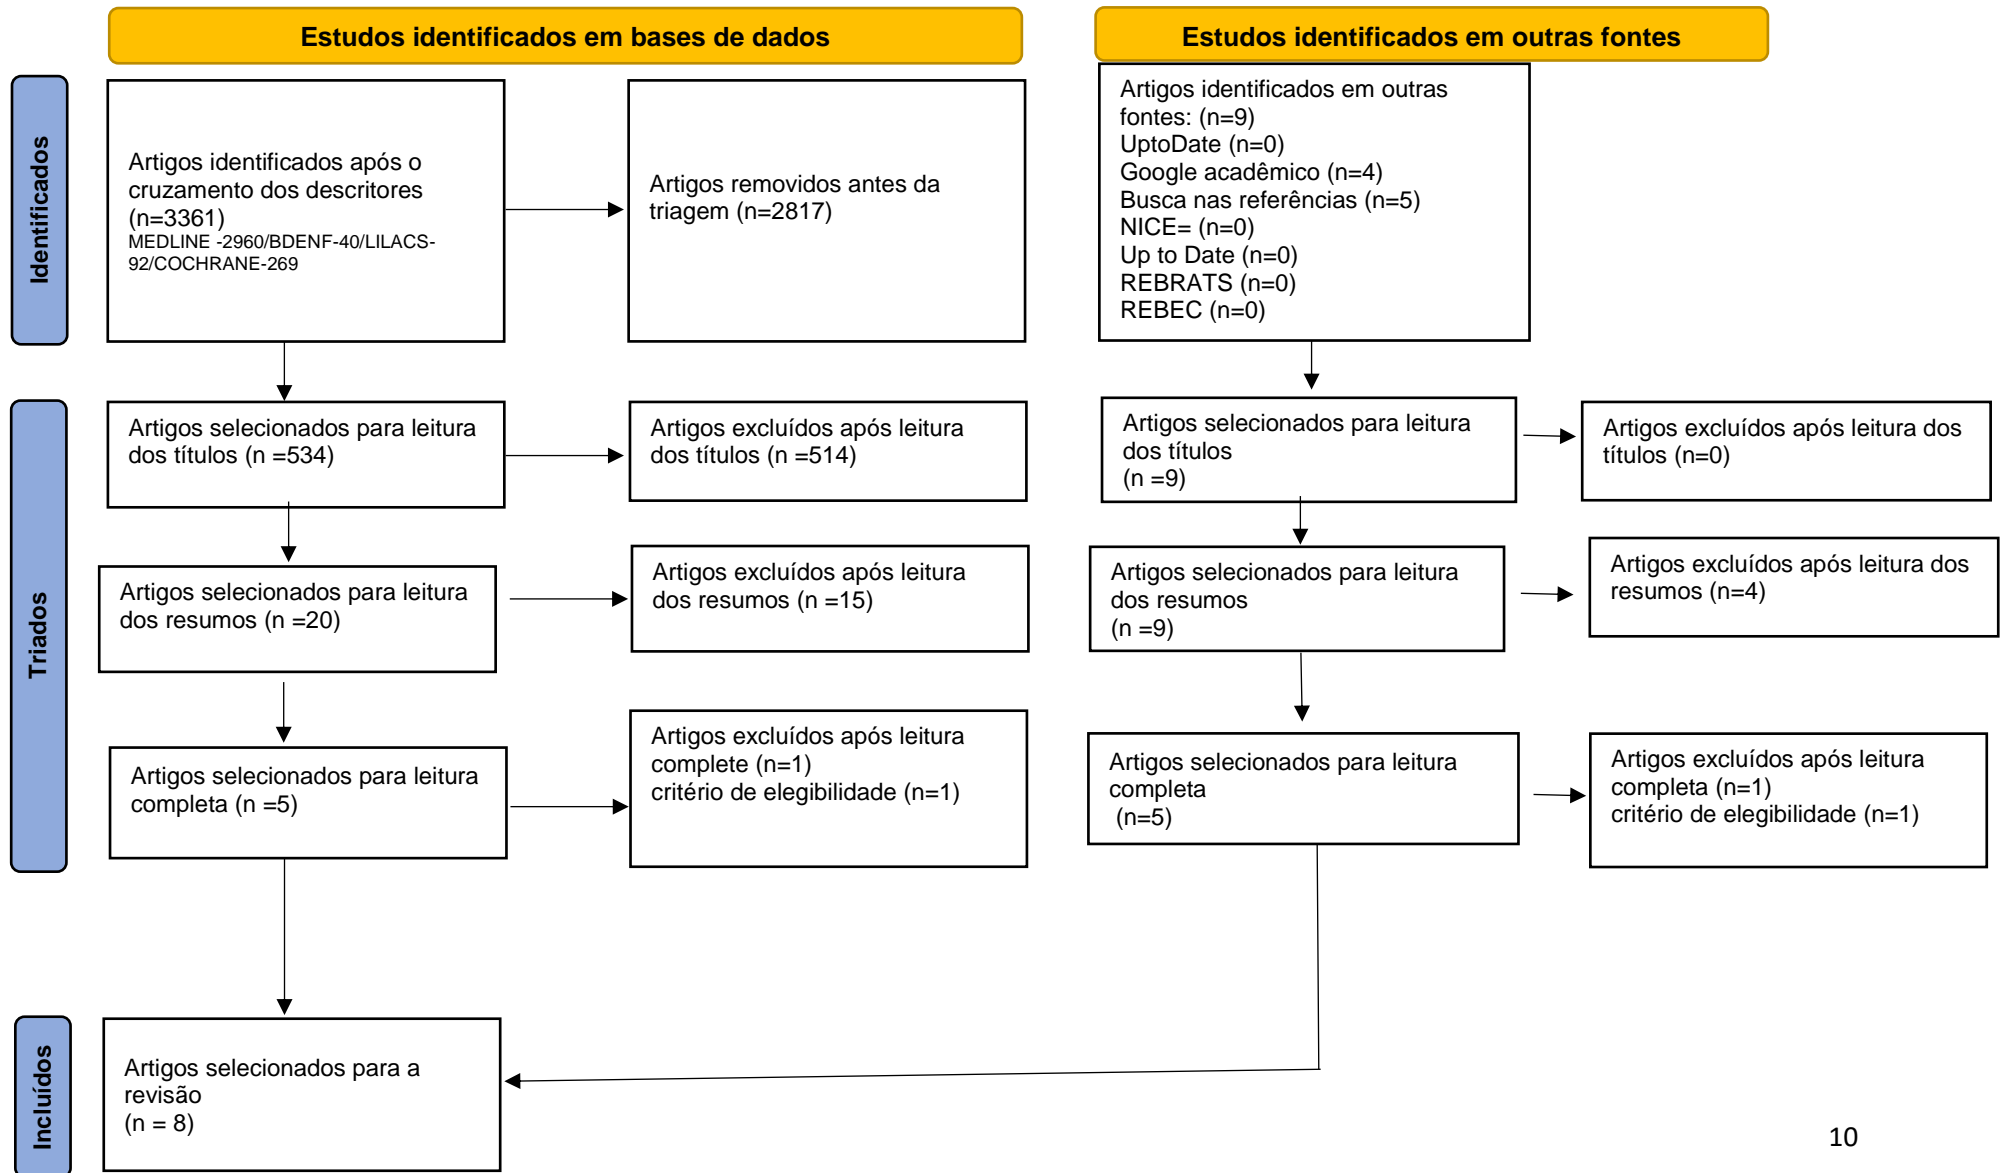 Estudos identificados em bases de dados
Estudos identificados em outras fontes
Identificados
Artigos identificados após o
cruzamento dos descritores
(n=3361)
MEDLINE -2960/BDENF-40/LILACS-
92/COCHRANE-269
Artigos removidos antes da
triagem (n=2817)
Artigos identificados em outras
fontes: (n=9)
UptoDate (n=0)
Google acadêmico (n=4)
Busca nas referências (n=5)
NICE= (n=0)
Up to Date (n=0)
REBRATS (n=0)
REBEC (n=0)
Triados
Artigos selecionados para leitura
dos títulos (n =534)
Artigos excluídos após leitura
dos títulos (n =514)
Artigos selecionados para leitura
dos títulos
(n =9)
Artigos excluídos após leitura dos
títulos (n=0)
Artigos selecionados para leitura
dos resumos (n =20)
Artigos excluídos após leitura
dos resumos (n =15)
Artigos selecionados para leitura
dos resumos
(n =9)
Artigos excluídos após leitura dos
resumos (n=4)
Artigos selecionados para leitura
completa (n =5)
Artigos excluídos após leitura
complete (n=1)
critério de elegibilidade (n=1)
Artigos selecionados para leitura
completa
(n=5)
Artigos excluídos após leitura
completa (n=1)
critério de elegibilidade (n=1)
Incluídos
Artigos selecionados para a
revisão
(n = 8)
10